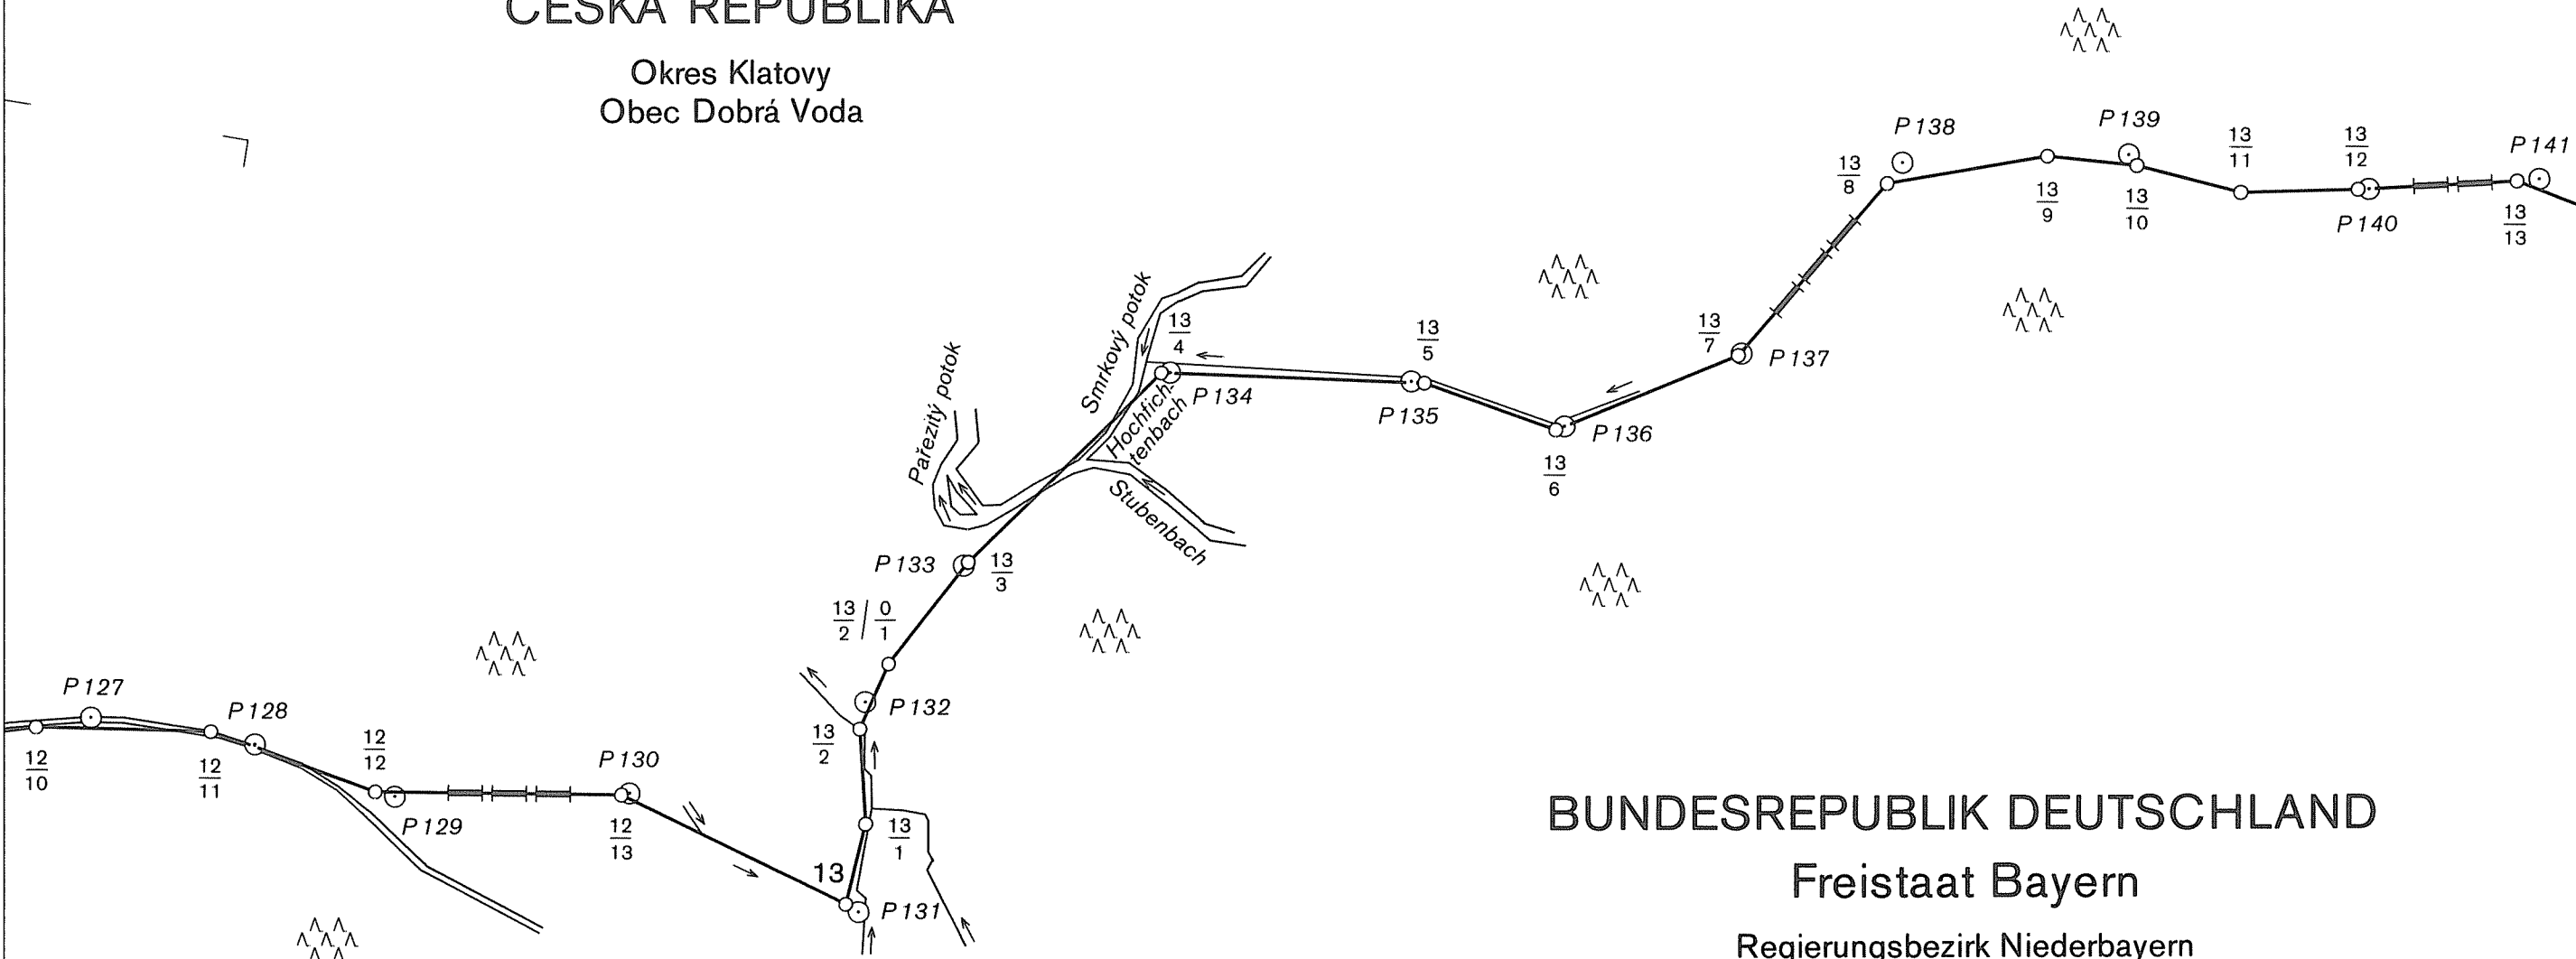 ČESKÁ REPUBLIKA
Okres Klatovy
Obec Dobrá Voda
P 138
P 139
13
11
13
12
P 141
13
8
13
9
13
10
P 140
13
13
Smrkový potok
13
4
13
5
13
7
P 137
Pařezitý potok
Hochfich-
tenbach
P 134
P 135
P 136
13
6
Stubenbach
P 133
13
3
13
2 / 0
1
P 127
P 128
P 132
12
10
12
11
12
12
P 130
13
2
P 129
12
13
13
1
13
P 131
BUNDESREPUBLIK DEUTSCHLAND
Freistaat Bayern
Regierungsbezirk Niederbayern